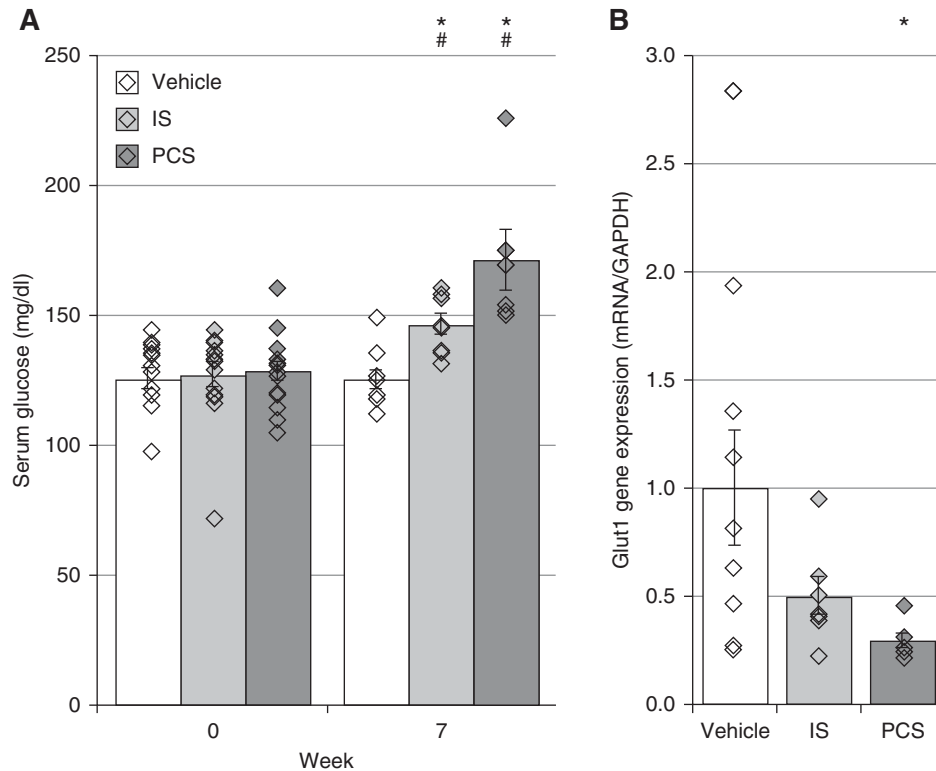 A
B
* *
# #
*
Serum glucose (mg/dl)
250
200
150
100
50
0
Vehicle
IS
PCS
0 7
Week
Glut1 gene expression (mRNA/GAPDH)
3.0
2.5
2.0
1.5
1.0
0.5
0.0
Vehicle IS PCS